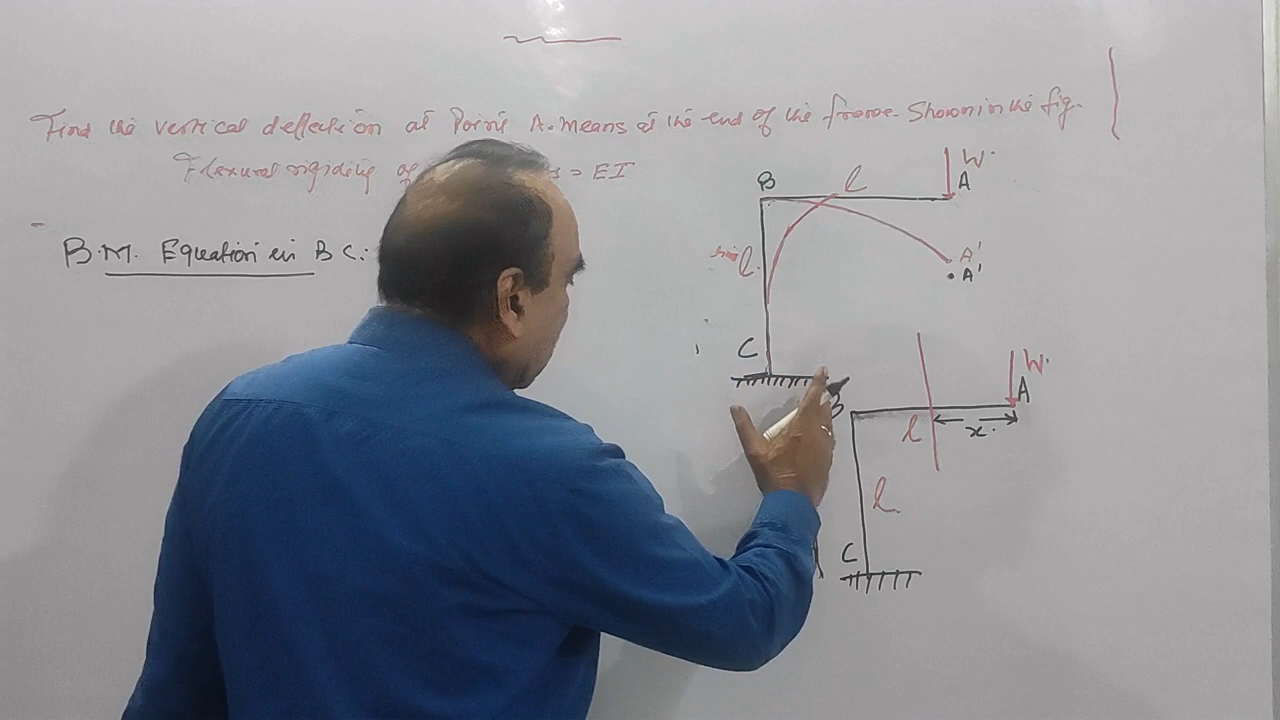 Find the vertical deflection at Point A. Means at the end of the frame. Shown in the fig.
Flexural rigidity of = EI
B.M. Equation in BC:-
B
l
W.
A
l.
A'
A'
C
W.
A
B
l
x.
l.
C